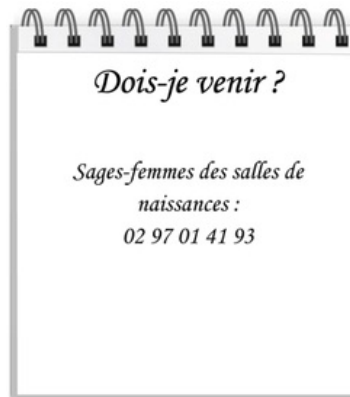 Dois-je venir ?
Sages-femmes des salles de
naissances :
02 97 01 41 93